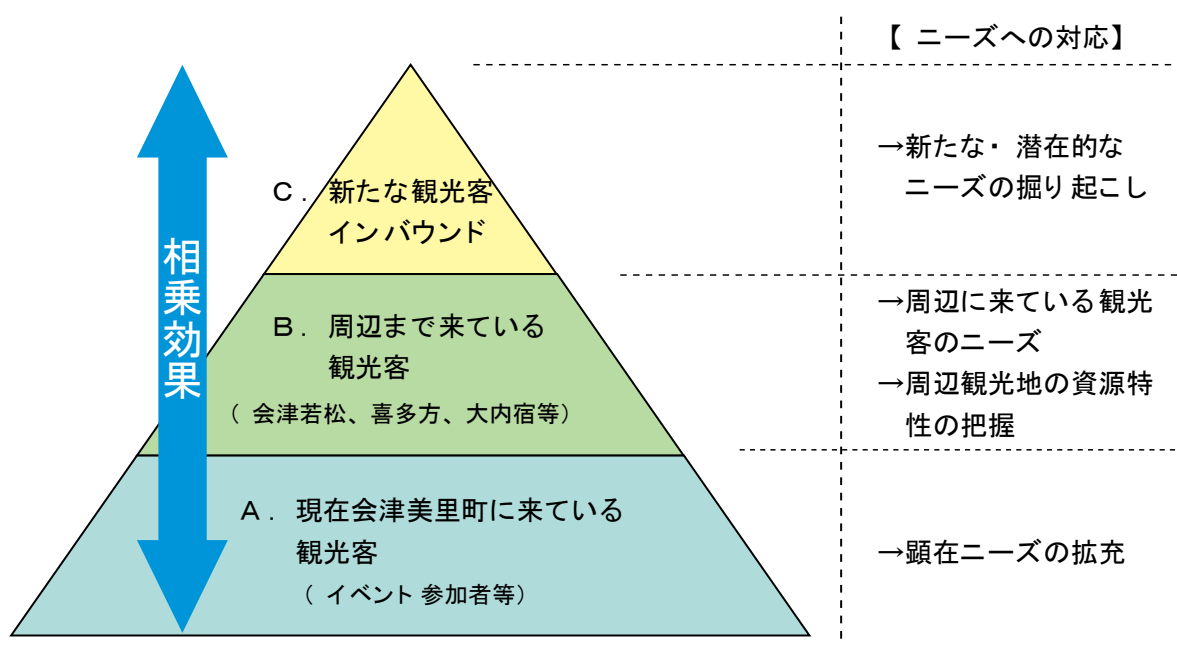 【 ニーズへの対応】
相乗効果
C. 新たな観光客
インバウンド
→新たな・潜在的な
ニーズの掘り起こし
B. 周辺まで来ている
観光客
(会津若松、喜多方、大内宿等)
→周辺に来ている観光
客のニーズ
→周辺観光地の資源特
性の把握
A. 現在会津美里町に来ている
観光客
(イベント参加者等)
→顕在ニーズの拡充